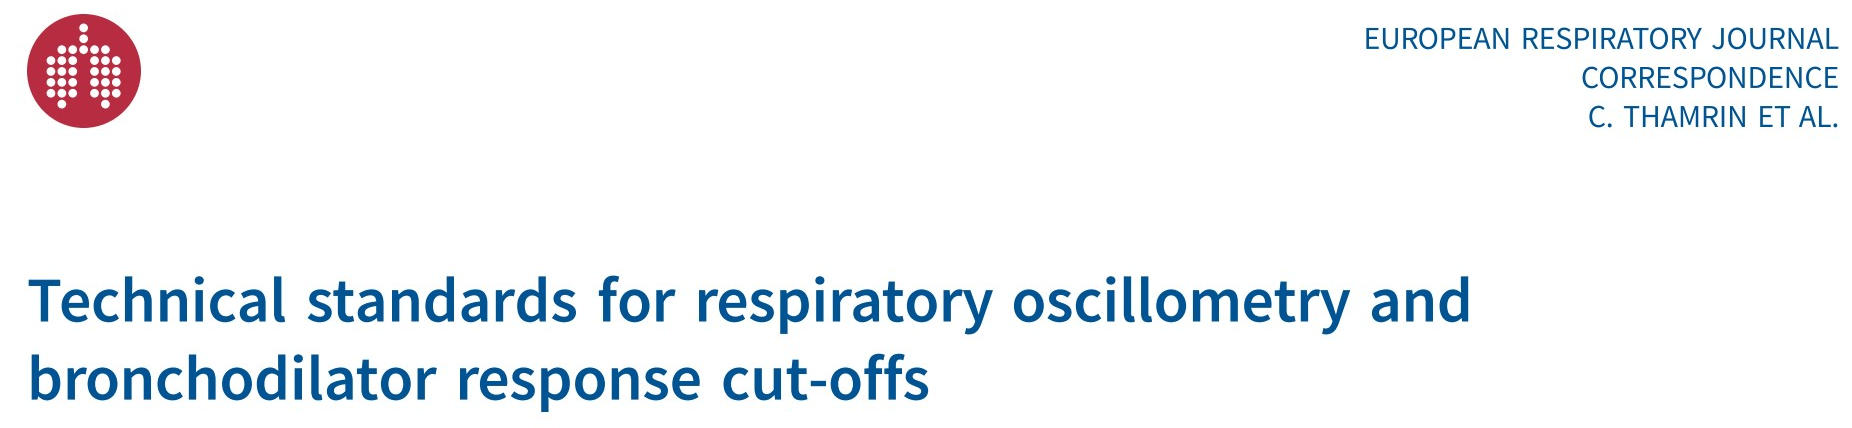 EUROPEAN RESPIRATORY JOURNAL
CORRESPONDENCE
C. THAMRIN ET AL.
Technical standards for respiratory oscillometry and
bronchodilator response cut-offs